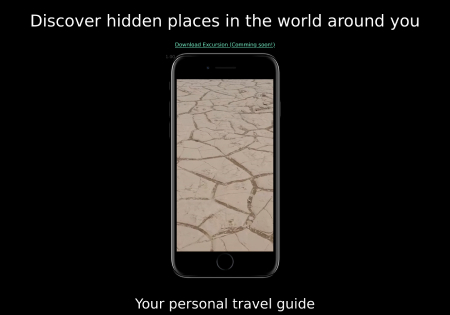 Discover hidden places in the world around you
Download Excursion (Comming soon!)
Your personal travel guide